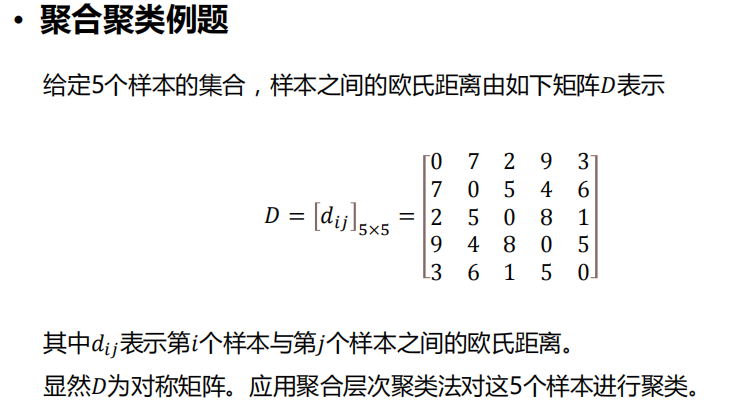 • 聚合聚类例题
给定5个样本的集合，样本之间的欧氏距离由如下矩阵𝐷表示
𝐷 = [𝑑𝑖𝑗]5×5 =
0 7 2 9 3
7 0 5 4 6
2 5 0 8 1
9 4 8 0 5
3 6 1 5 0
其中𝑑𝑖𝑗表示第𝑖个样本与第𝑗个样本之间的欧氏距离。
显然𝐷为对称矩阵。应用聚合层次聚类法对这5个样本进行聚类。